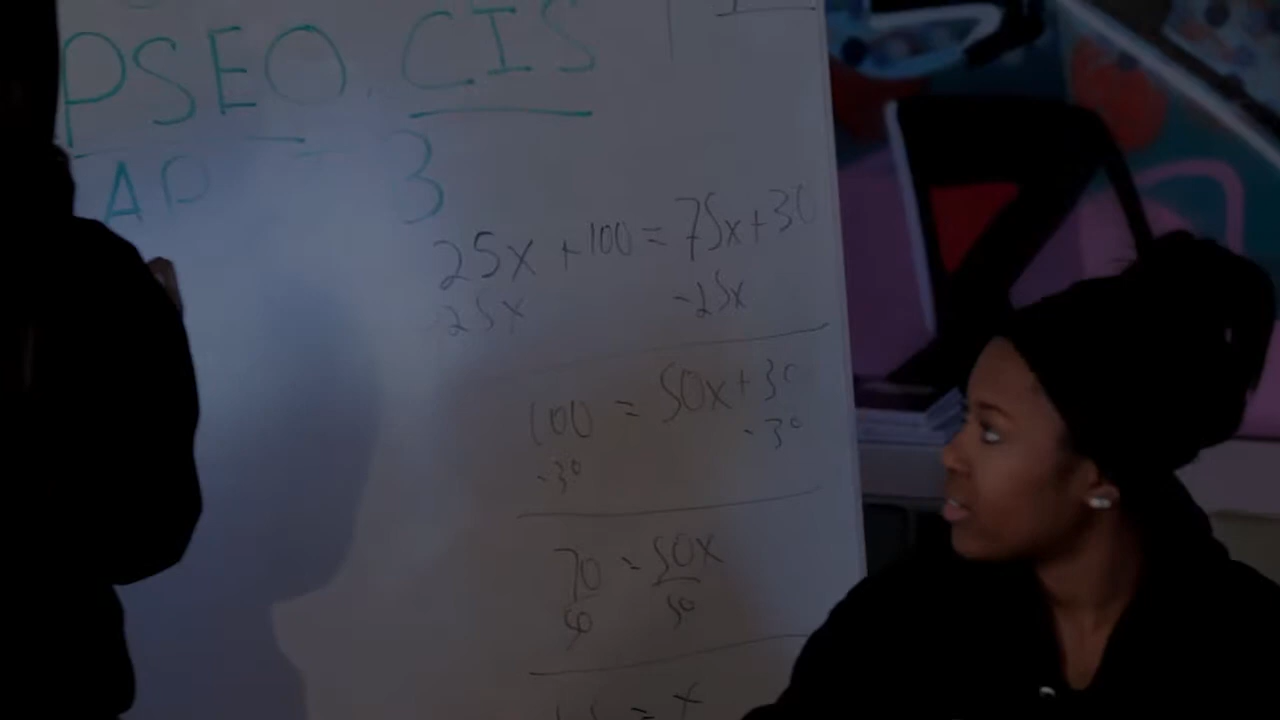 PSEO, CIS
AP 3
25x + 100 = 75x + 30
25x -25x
100 = 50x + 30
-30 -30
70 = 50x
50 50
= x